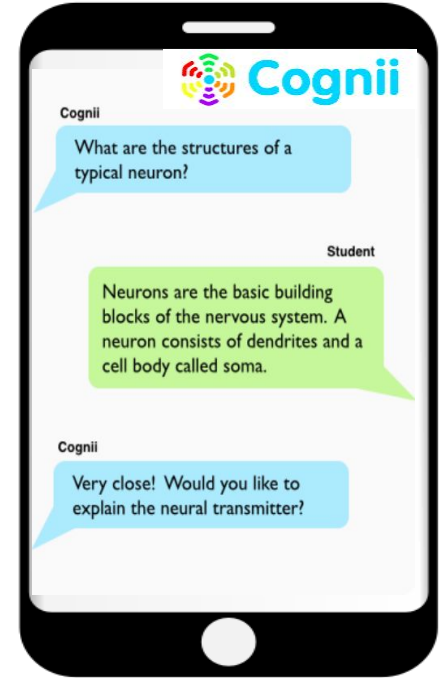 Cognii
Cognii
What are the structures of a
typical neuron?
Student
Neurons are the basic building
blocks of the nervous system. A
neuron consists of dendrites and a
cell body called soma.
Cognii
Very close! Would you like to
explain the neural transmitter?